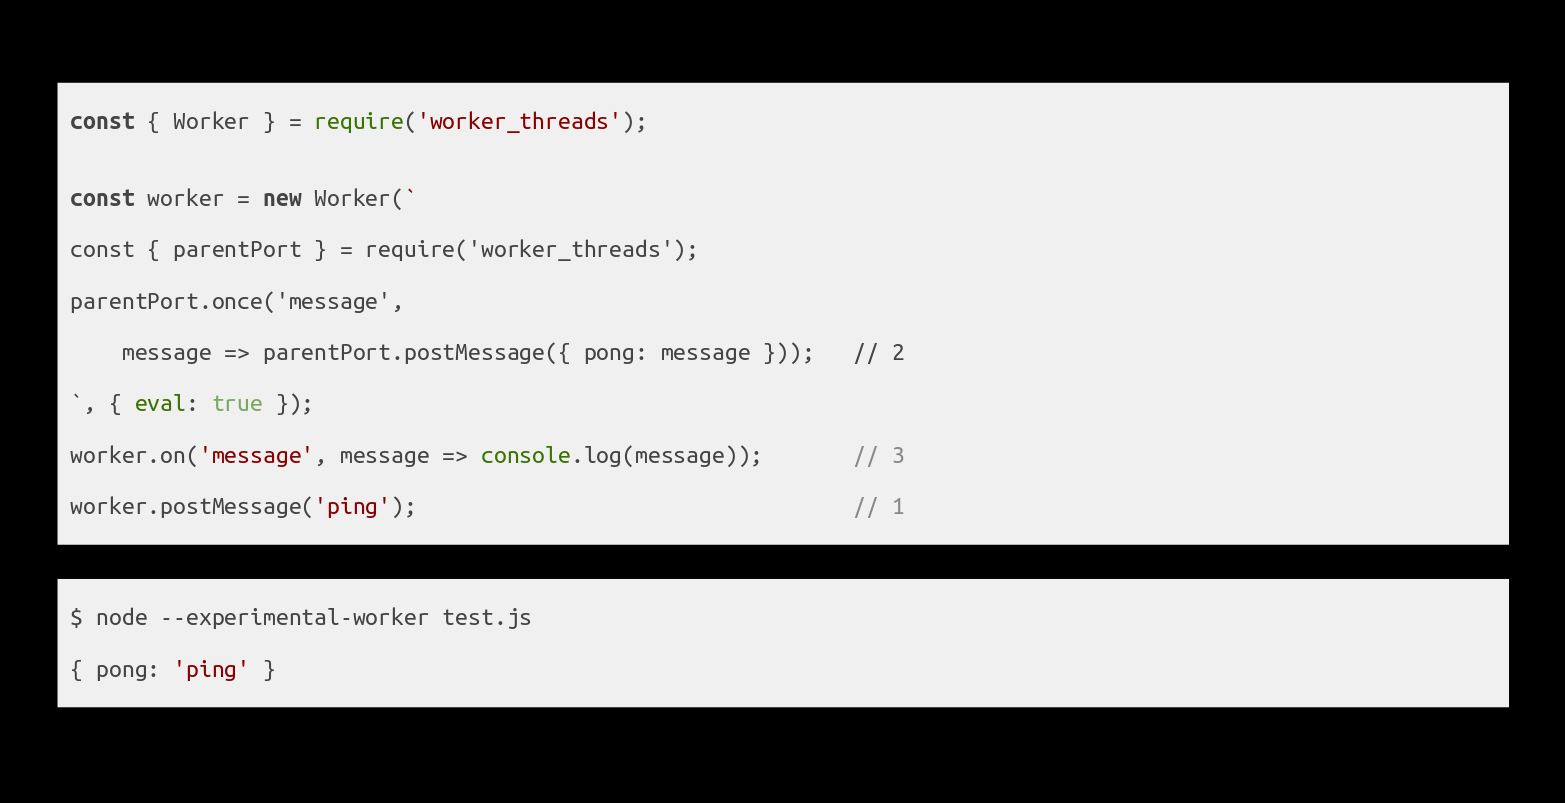 const { Worker } = require('worker_threads');
const worker = new Worker(`
const { parentPort } = require('worker_threads');
parentPort.once('message',
    message => parentPort.postMessage({ pong: message }));   // 2
`, { eval: true });
worker.on('message', message => console.log(message));       // 3
worker.postMessage('ping');                                  // 1
$ node --experimental-worker test.js
{ pong: 'ping' }